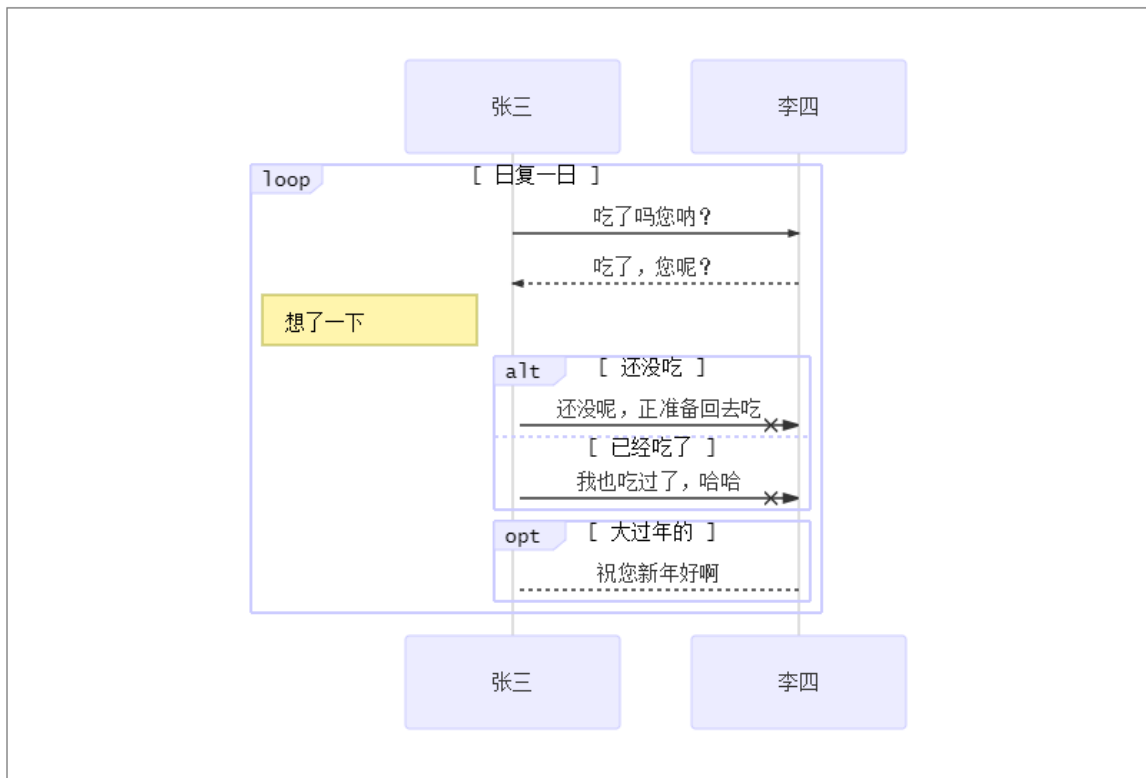 张三
李四
loop
[ 日复一日 ]
吃了吗您呐？
吃了，您呢？
想了一下
alt
[ 还没吃 ]
还没呢，正准备回去吃
[ 已经吃了 ]
我也吃过了，哈哈
opt
[ 大过年的 ]
祝您新年好啊
张三
李四